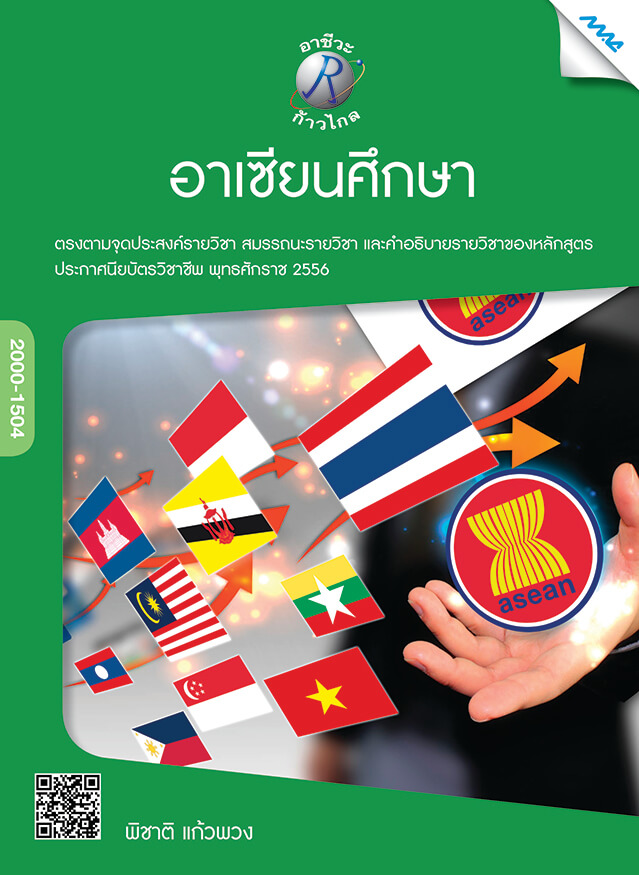 MAC
อาชีวะ
R
ก้าวไกล
อาเซียนศึกษา
ตรงตามจุดประสงค์รายวิชา สมรรถนะรายวิชา และคำอธิบายรายวิชาของหลักสูตร
ประกาศนียบัตรวิชาชีพ พุทธศักราช 2556
2000-1504
asean
asean
พิชาติ แก้วพวง